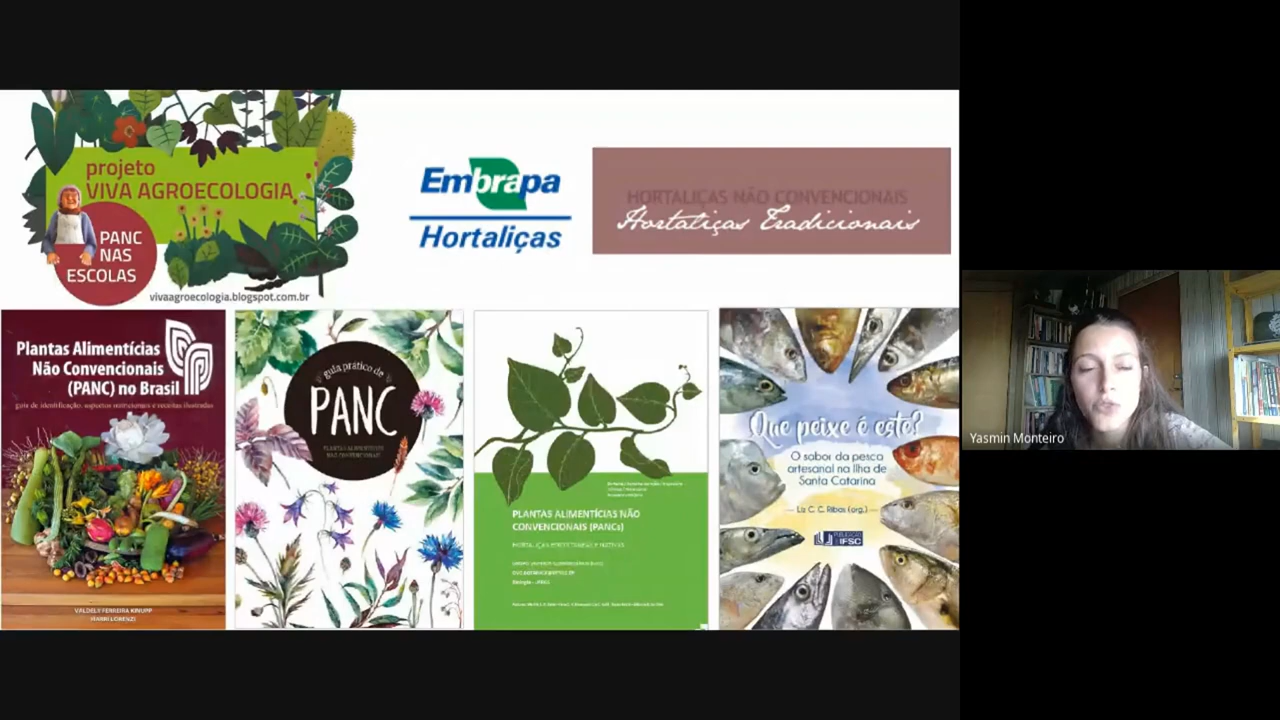 projeto
VIVA AGROECOLOGIA
PANC
NAS
ESCOLAS
vivaagroecologia.blogspot.com.br
Embrapa
Hortaliças
HORTALIÇAS NÃO CONVENCIONAIS
Hortaliças Tradicionais
Plantas Alimentícias
Não Convencionais
(PANC) no Brasil
guia de identificação, aspectos nutricionais e receitas ilustradas
VALDELY FERREIRA KINUPP
HARRI LORENZI
guia prático de
PANC
PLANTAS ALIMENTÍCIAS
NÃO CONVENCIONAIS
PLANTAS ALIMENTÍCIAS NÃO
CONVENCIONAIS (PANCs)
Que peixe é este?
O sabor da pesca
artesanal na Ilha de
Santa Catarina
Liz C. C. Ribas (org.)
PUBLICAÇÕES
IFSC
Yasmin Monteiro